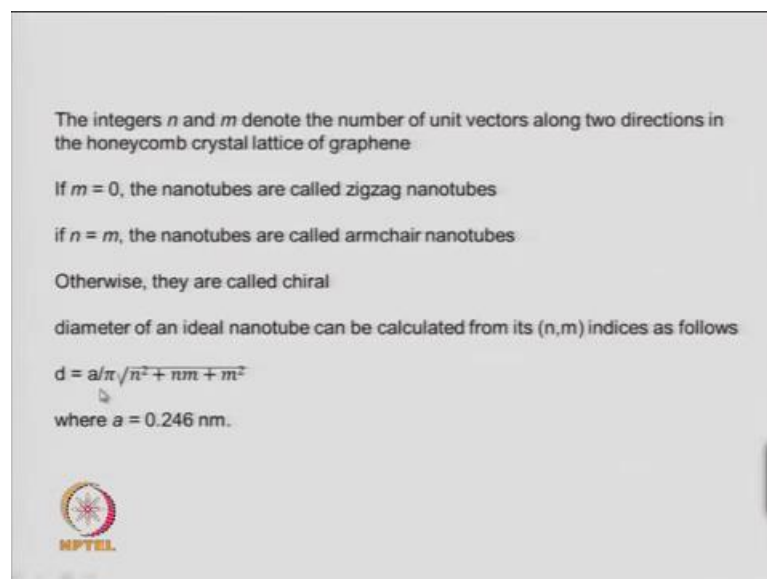 The integers n and m denote the number of unit vectors along two directions in
the honeycomb crystal lattice of graphene
If m = 0, the nanotubes are called zigzag nanotubes
if n = m, the nanotubes are called armchair nanotubes
Otherwise, they are called chiral
diameter of an ideal nanotube can be calculated from its (n,m) indices as follows
d = a/π√n² + nm + m²
where a = 0.246 nm.
NPTEL